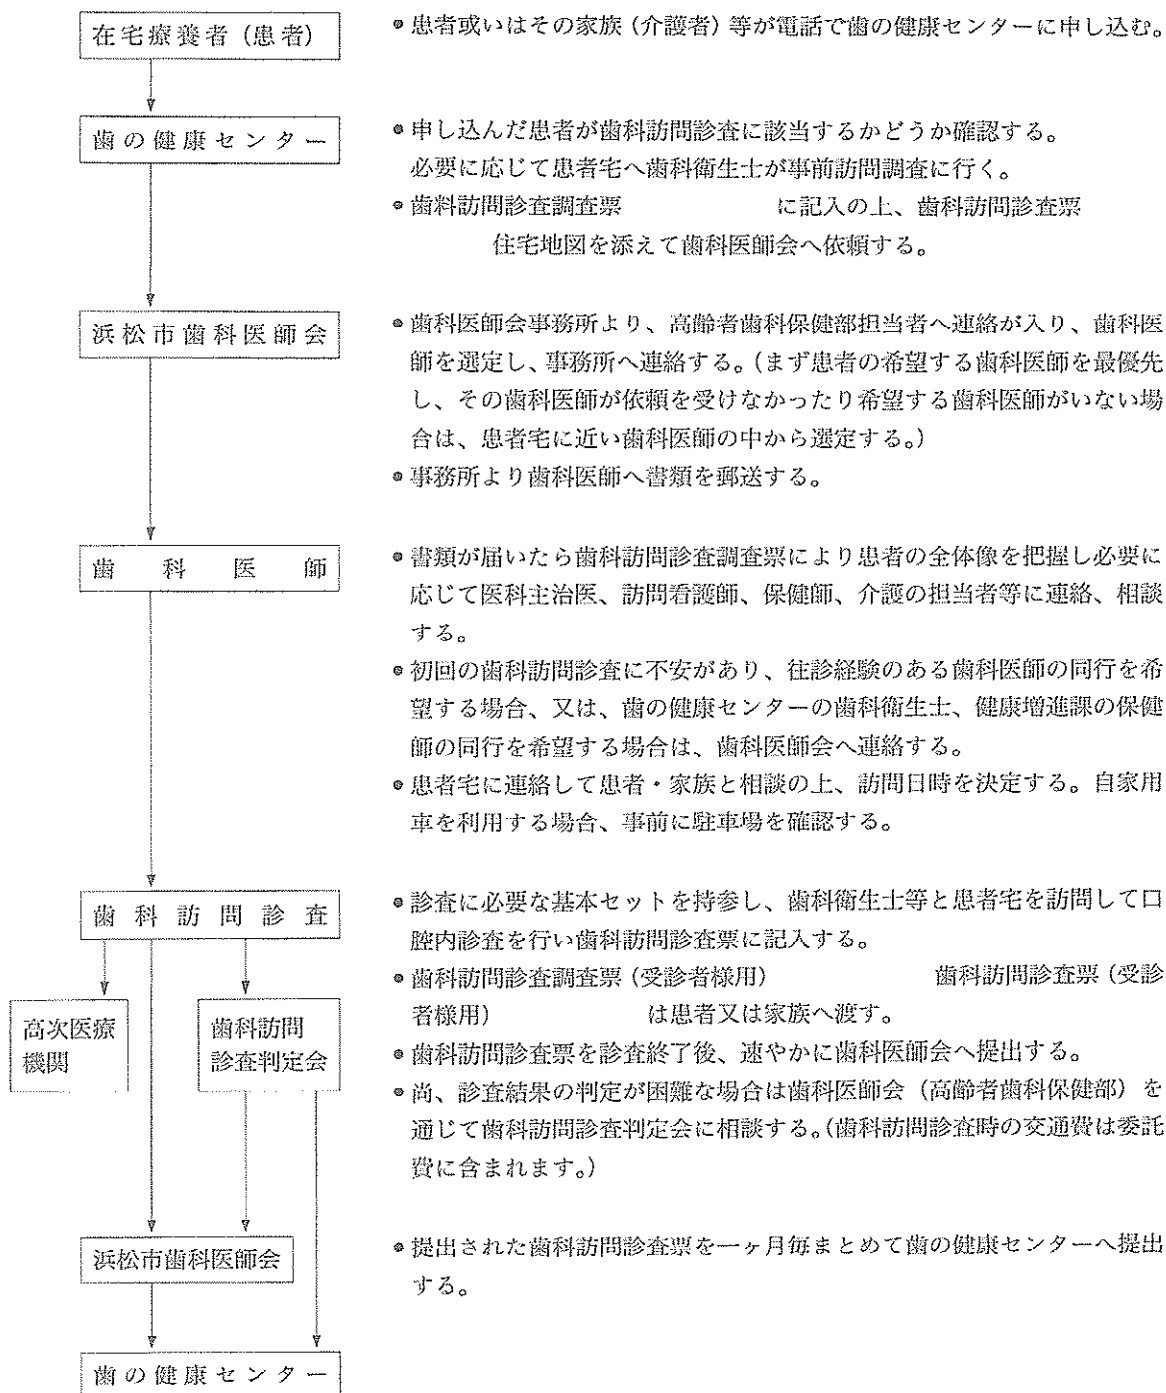 在宅療養者（患者）
●患者或いはその家族（介護者）等が電話で歯の健康センターに申し込む。
歯の健康センター
●申し込んだ患者が歯科訪問診査に該当するかどうか確認する。
必要に応じて患者宅へ歯科衛生士が事前訪問調査に行く。
●歯料訪問診査調査票　に記入の上、歯科訪問診査票
住宅地図を添えて歯科医師会へ依頼する。
浜松市歯科医師会
●歯科医師会事務所より、高齢者歯科保健部担当者へ連絡が入り、歯科医
師を選定し、事務所へ連絡する。（まず患者の希望する歯科医師を最優先
し、その歯科医師が依頼を受けなかったり希望する歯科医師がいない場
合は、患者宅に近い歯科医師の中から選定する。）
●事務所より歯科医師へ書類を郵送する。
歯科医師
●書類が届いたら歯科訪問診査調査票により患者の全体像を把握し必要に
応じて医科主治医、訪問看護師、保健師、介護の担当者等に連絡、相談
する。
●初回の歯科訪問診査に不安があり、往診経験のある歯科医師の同行を希
望する場合、又は、歯の健康センターの歯科衛生士、健康増進課の保健
師の同行を希望する場合は、歯科医師会へ連絡する。
●患者宅に連絡して患者・家族と相談の上、訪問日時を決定する。自家用
車を利用する場合、事前に駐車場を確認する。
歯科訪問診査
●診査に必要な基本セットを持参し、歯科衛生士等と患者宅を訪問して口
腔内診査を行い歯科訪問診査票に記入する。
●歯科訪問診査調査票（受診者様用）　歯科訪問診査票（受診
者様用）　は患者又は家族へ渡す。
●歯科訪問診査票を診査終了後、速やかに歯科医師会へ提出する。
●尚、診査結果の判定が困難な場合は歯科医師会（高齢者歯科保健部）を
通じて歯科訪問診査判定会に相談する。（歯科訪問診査時の交通費は委託
費に含まれます。）
高次医療
機関
歯科訪問
診査判定会
浜松市歯科医師会
●提出された歯科訪問診査票を一ヶ月毎まとめて歯の健康センターへ提出
する。
歯の健康センター